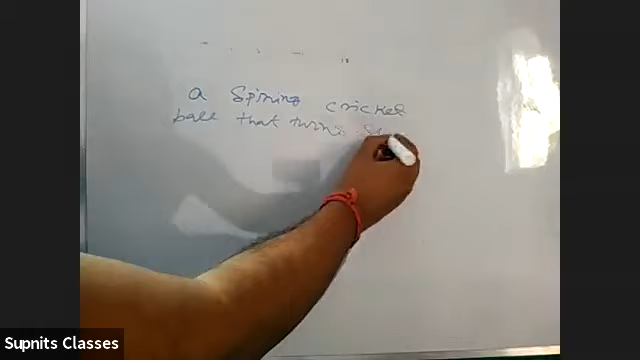 a Spining cricket
ball that turns
Supnits Classes